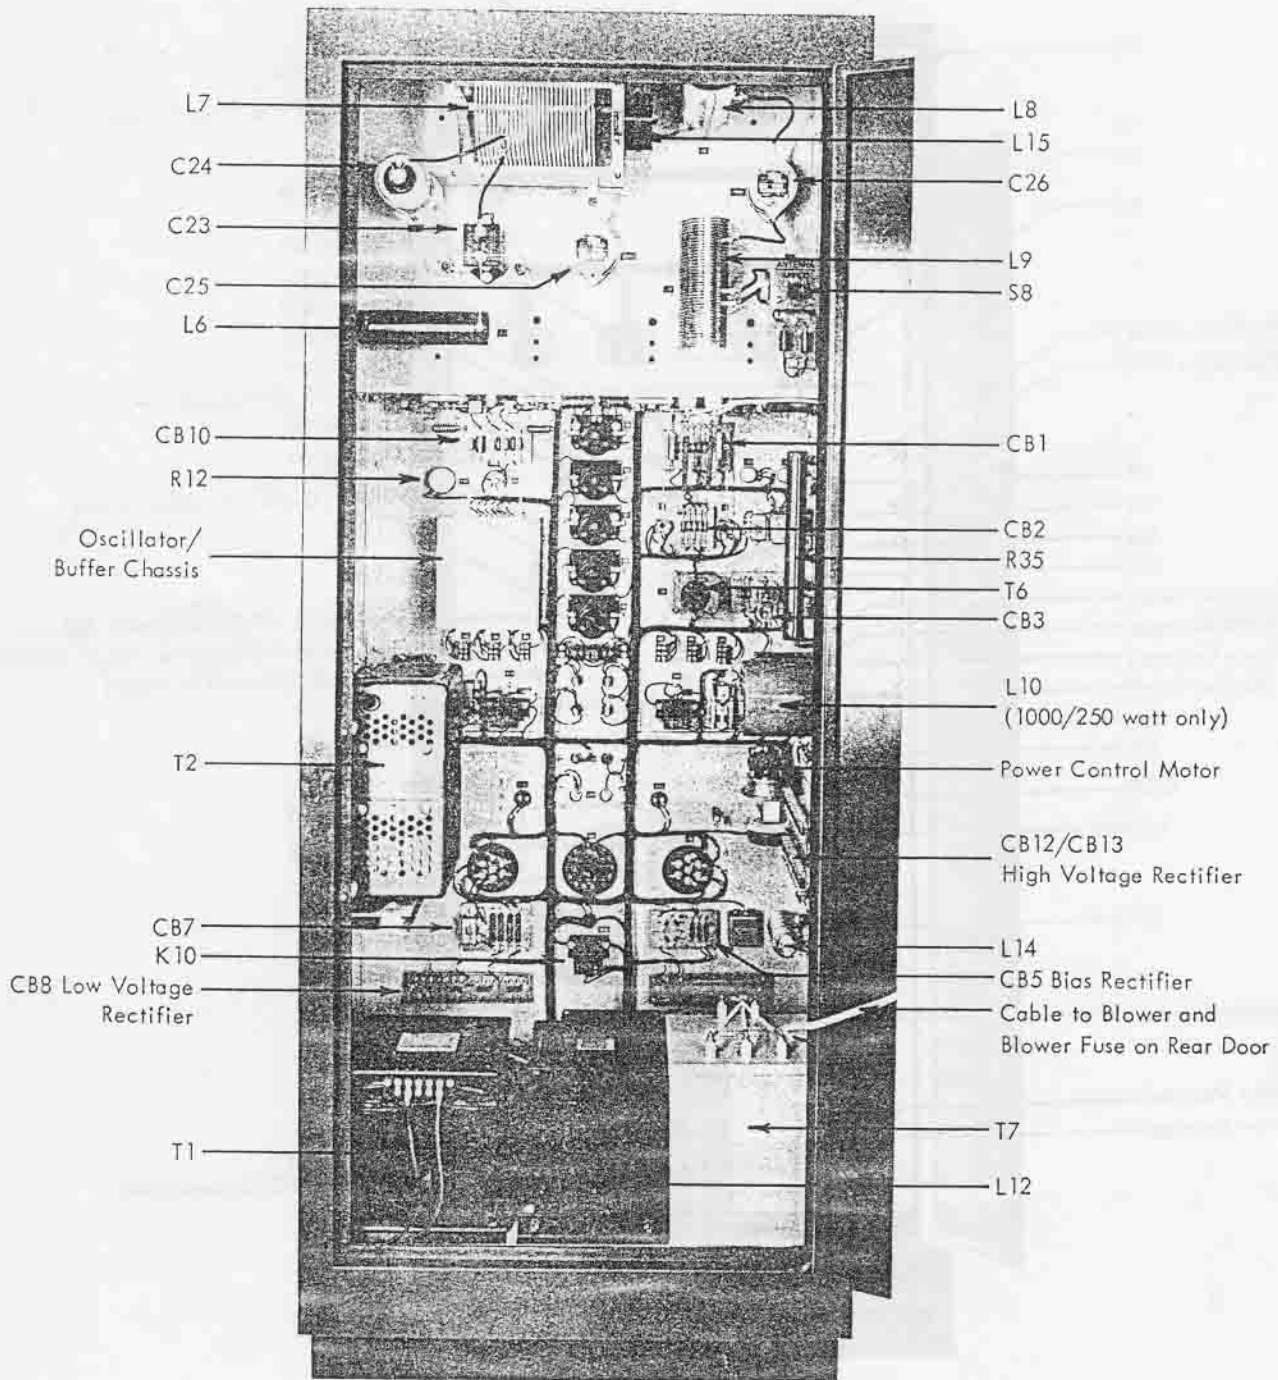 L7
C24
C23
C25
L6
CB10
R12
Oscillator/
Buffer Chassis
T2
CB7
K10
CB8 Low Voltage
Rectifier
T1
L8
L15
C26
L9
ANTENNA
S8
CB1
CB2
R35
T6
CB3
L10
(1000/250 watt only)
Power Control Motor
CB12/CB13
High Voltage Rectifier
L14
CB5 Bias Rectifier
Cable to Blower and
Blower Fuse on Rear Door
T7
L12